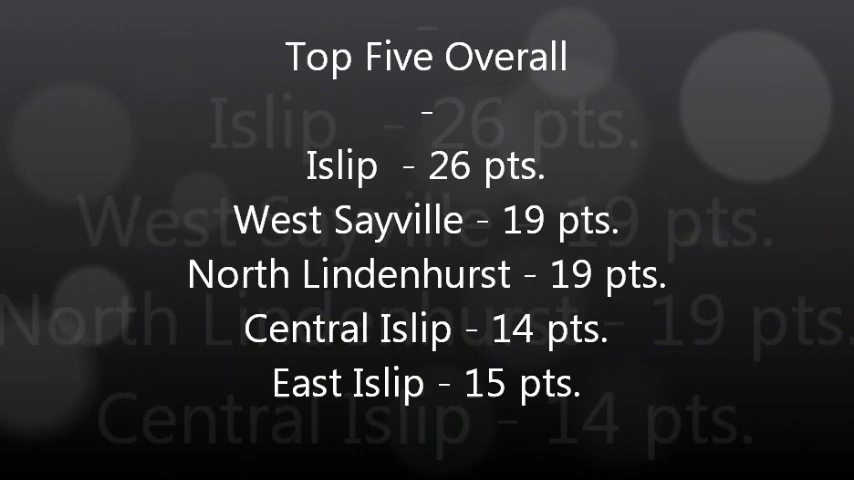 Top Five Overall
-
Islip  - 26 pts.
West Sayville - 19 pts.
North Lindenhurst - 19 pts.
Central Islip - 14 pts.
East Islip - 15 pts.